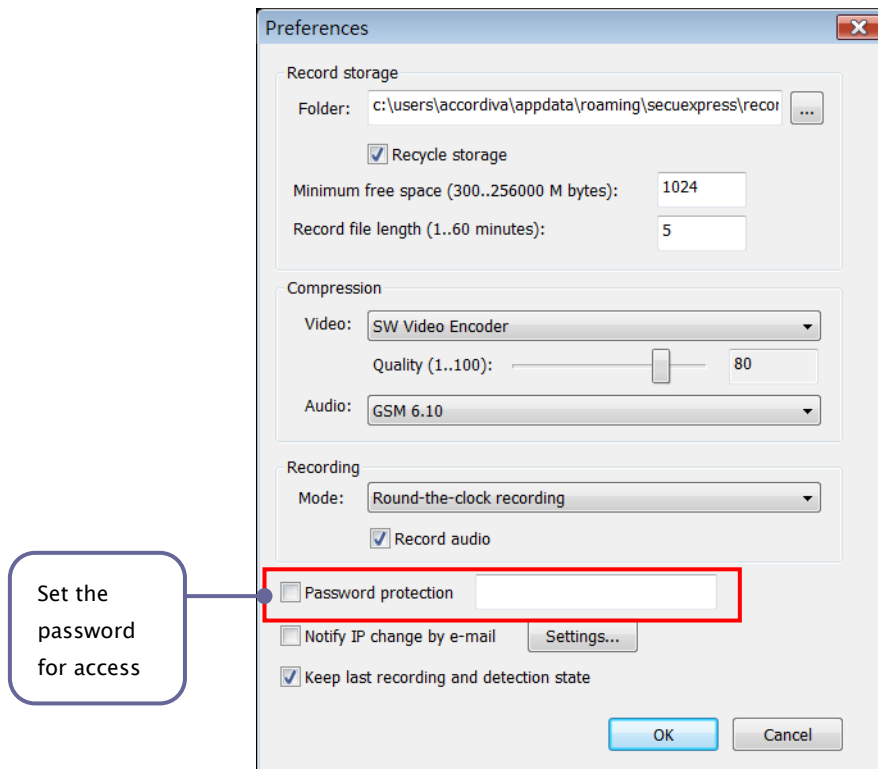 Preferences
Record storage
Folder: c:\users\accordiva\appdata\roaming\secuexpress\recor ...
Recycle storage
Minimum free space (300..256000 M bytes): 1024
Record file length (1..60 minutes): 5
Compression
Video: SW Video Encoder
Quality (1..100): 80
Audio: GSM 6.10
Recording
Mode: Round-the-clock recording
Record audio
Set the
password
for access
Password protection
Notify IP change by e-mail Settings...
Keep last recording and detection state
OK Cancel